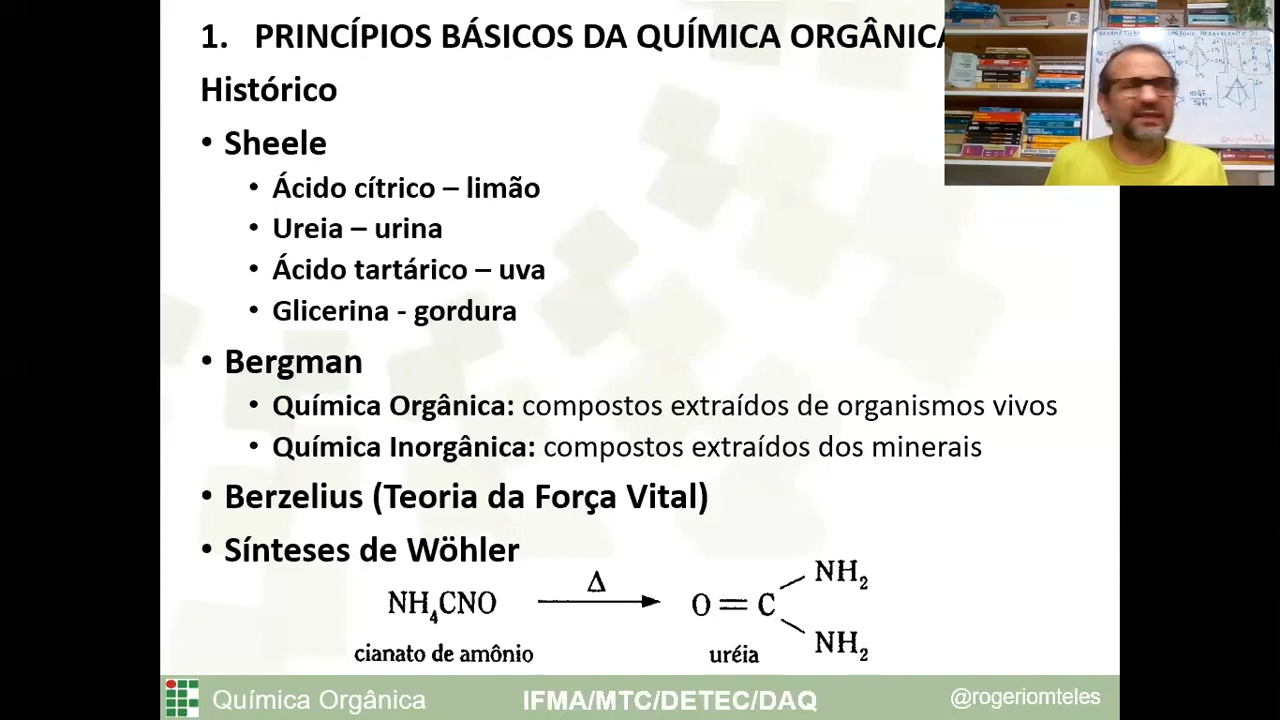 1. PRINCÍPIOS BÁSICOS DA QUÍMICA ORGÂNICA
Histórico
• Sheele
• Ácido cítrico – limão
• Ureia – urina
• Ácido tartárico – uva
• Glicerina - gordura
• Bergman
• Química Orgânica: compostos extraídos de organismos vivos
• Química Inorgânica: compostos extraídos dos minerais
• Berzelius (Teoria da Força Vital)
• Sínteses de Wöhler
NH₄CNO Δ O=C NH₂ NH₂
cianato de amônio uréia
Química Orgânica IFMA/MTC/DETEC/DAQ @rogeriomteles